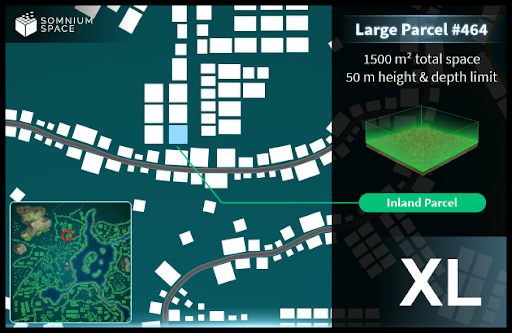 SOMNIUM
SPACE
Large Parcel #464
1500 m² total space
50 m height & depth limit
Inland Parcel
XL